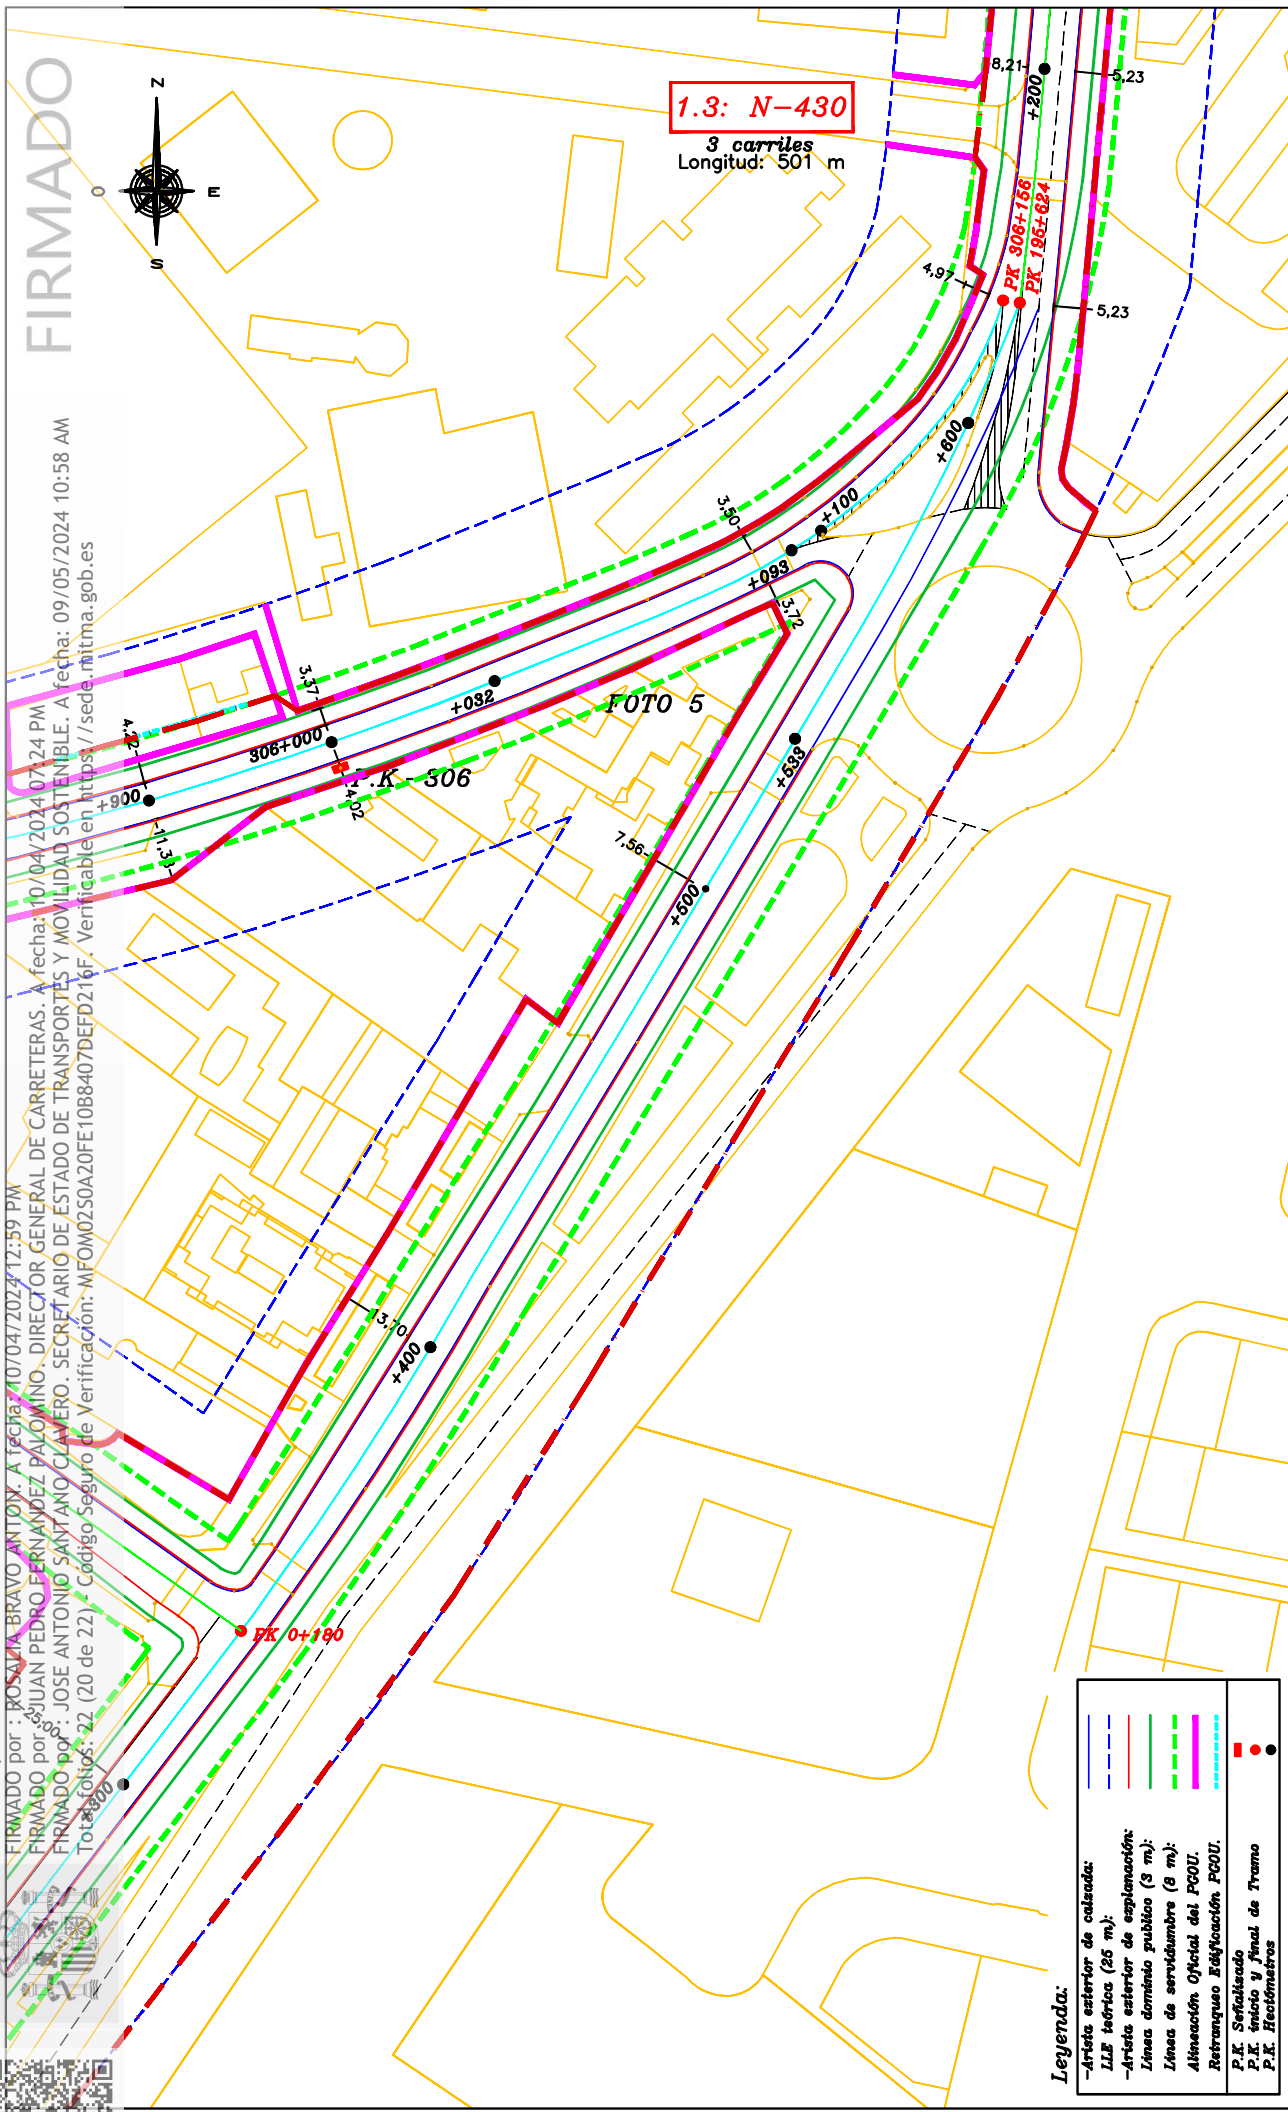 FIRMADO
FIRMADO por : ROSALIA BRAVO ANTON. A fecha: 10/04/2024 12:59 PM
FIRMADO por : JUAN PEDRO FERNANDEZ PALOMINO. DIRECTOR GENERAL DE CARRETERAS. A fecha: 10/04/2024 07:24 PM
FIRMADO por : JOSE ANTONIO SANTANO CLAVERO. SECRETARIO DE ESTADO DE TRANSPORTES Y MOVILIDAD SOSTENIBLE. A fecha: 09/05/2024 10:58 AM
Total folios: 22 (20 de 22) - Código Seguro de Verificación: MFOM02S0A20FE10B8407DEFD216F. Verificable en https://sede.mitma.gob.es
N
O
E
S
1.3: N-430
3 carriles
Longitud: 501 m
8,21
+200
5,23
PK 306+156
PK 195+624
4,97
5,23
+600
3,50
+100
+093
3,72
3,37
+032
FOTO 5
4,22
306+000
P.K - 306
+900
4,02
11,33
+533
7,56
+500
13,70
+400
PK 0+180
25,00
+300
Leyenda:
-Arista exterior de calzada:
LLE teórica (25 m):
-Arista exterior de explanación:
Línea dominio público (3 m):
Línea de servidumbre (8 m):
Alineación Oficial del PGOU.
Retranqueo Edificación PGOU.
P.K. Señalizado
P.K. inicio y final de Tramo
P.K. Hectómetros